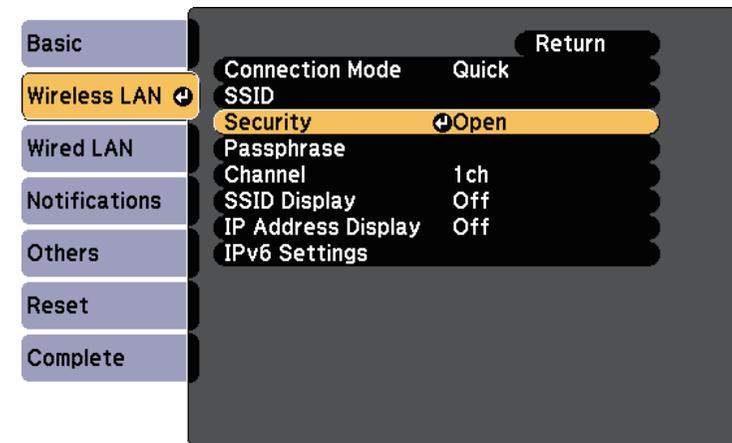 Basic
Wireless LAN
Wired LAN
Notifications
Others
Reset
Complete
Return
Connection Mode Quick
SSID
Security Open
Passphrase
Channel 1ch
SSID Display Off
IP Address Display Off
IPv6 Settings